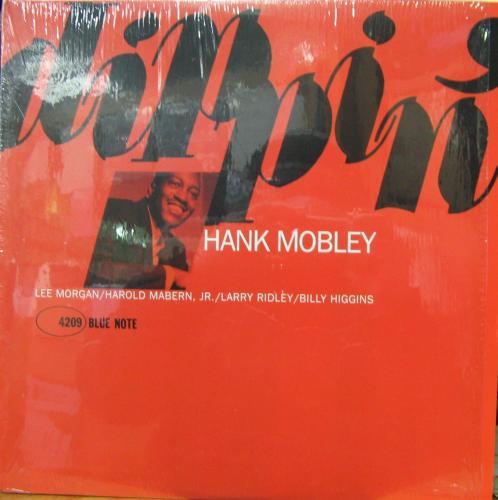 dippin'
HANK MOBLEY
LEE MORGAN/HAROLD MABERN, JR./LARRY RIDLEY/BILLY HIGGINS
4209 BLUE NOTE